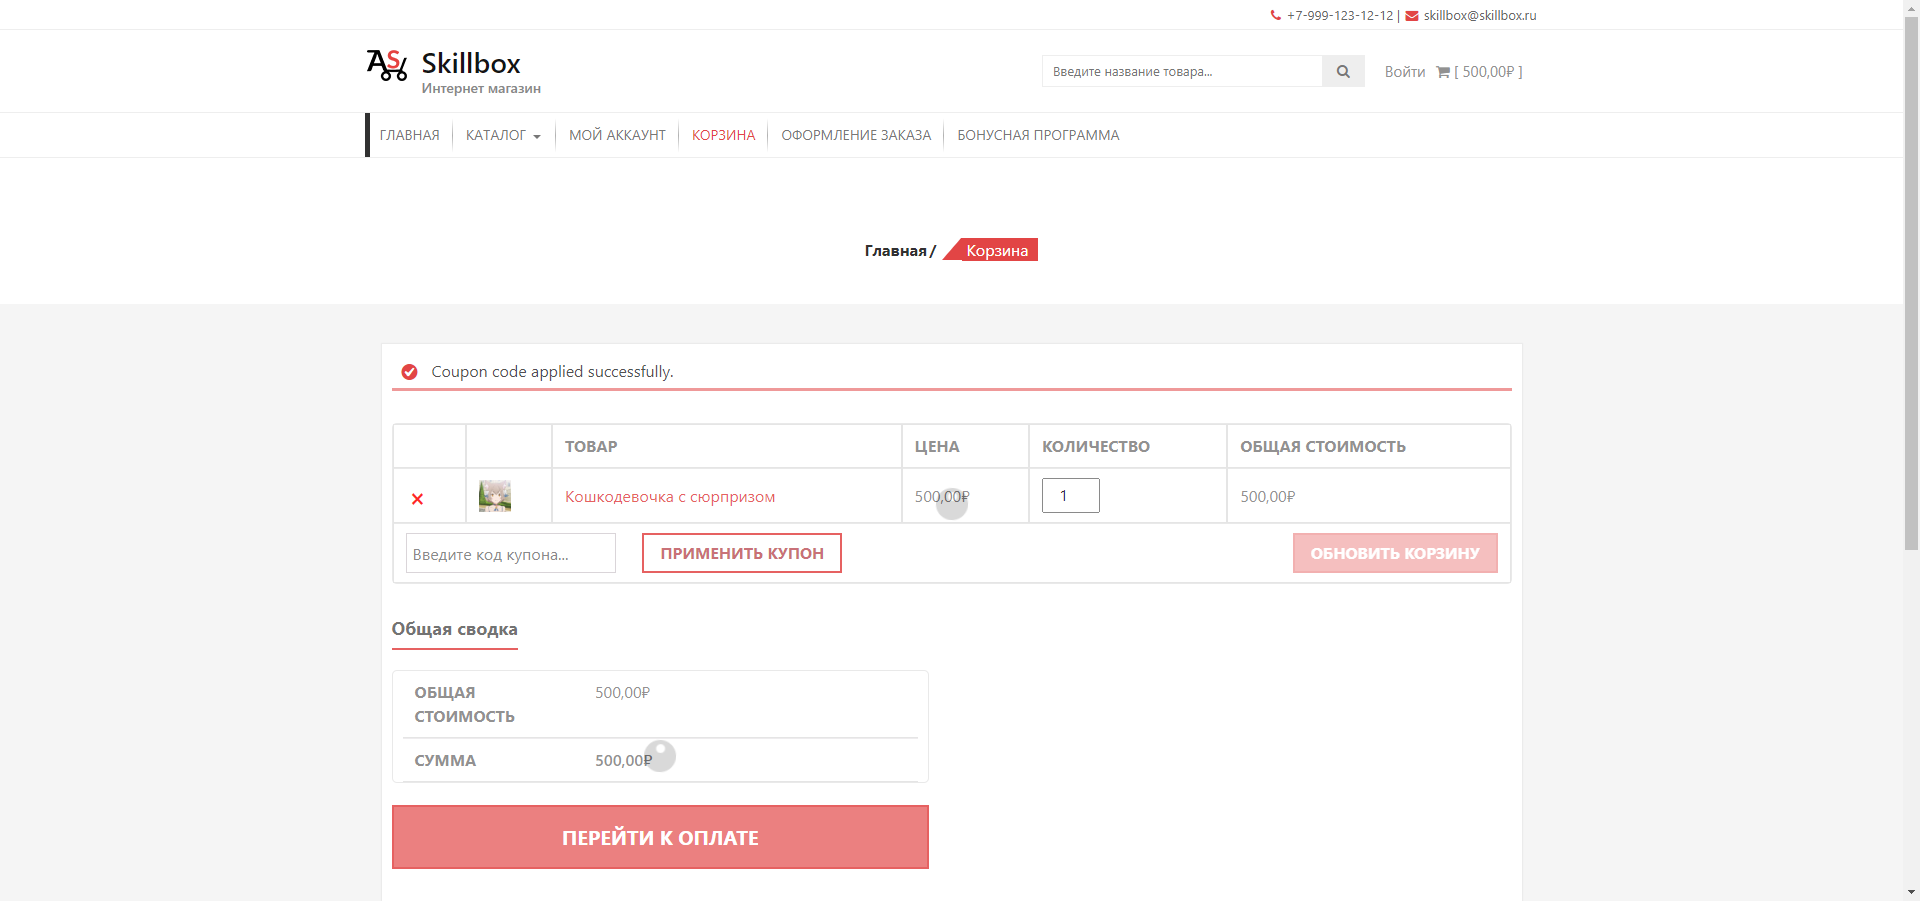 +7-999-123-12-12 | skillbox@skillbox.ru
AS
Skillbox
Интернет магазин
Введите название товара...
Войти [ 500,00₽ ]
ГЛАВНАЯ КАТАЛОГ МОЙ АККАУНТ КОРЗИНА ОФОРМЛЕНИЕ ЗАКАЗА БОНУСНАЯ ПРОГРАММА
Главная / Корзина
Coupon code applied successfully.
ТОВАР ЦЕНА КОЛИЧЕСТВО ОБЩАЯ СТОИМОСТЬ
Кошкодевочка с сюрпризом 500,00₽ 1 500,00₽
Введите код купона... ПРИМЕНИТЬ КУПОН ОБНОВИТЬ КОРЗИНУ
Общая сводка
ОБЩАЯ СТОИМОСТЬ 500,00₽
СУММА 500,00₽
ПЕРЕЙТИ К ОПЛАТЕ